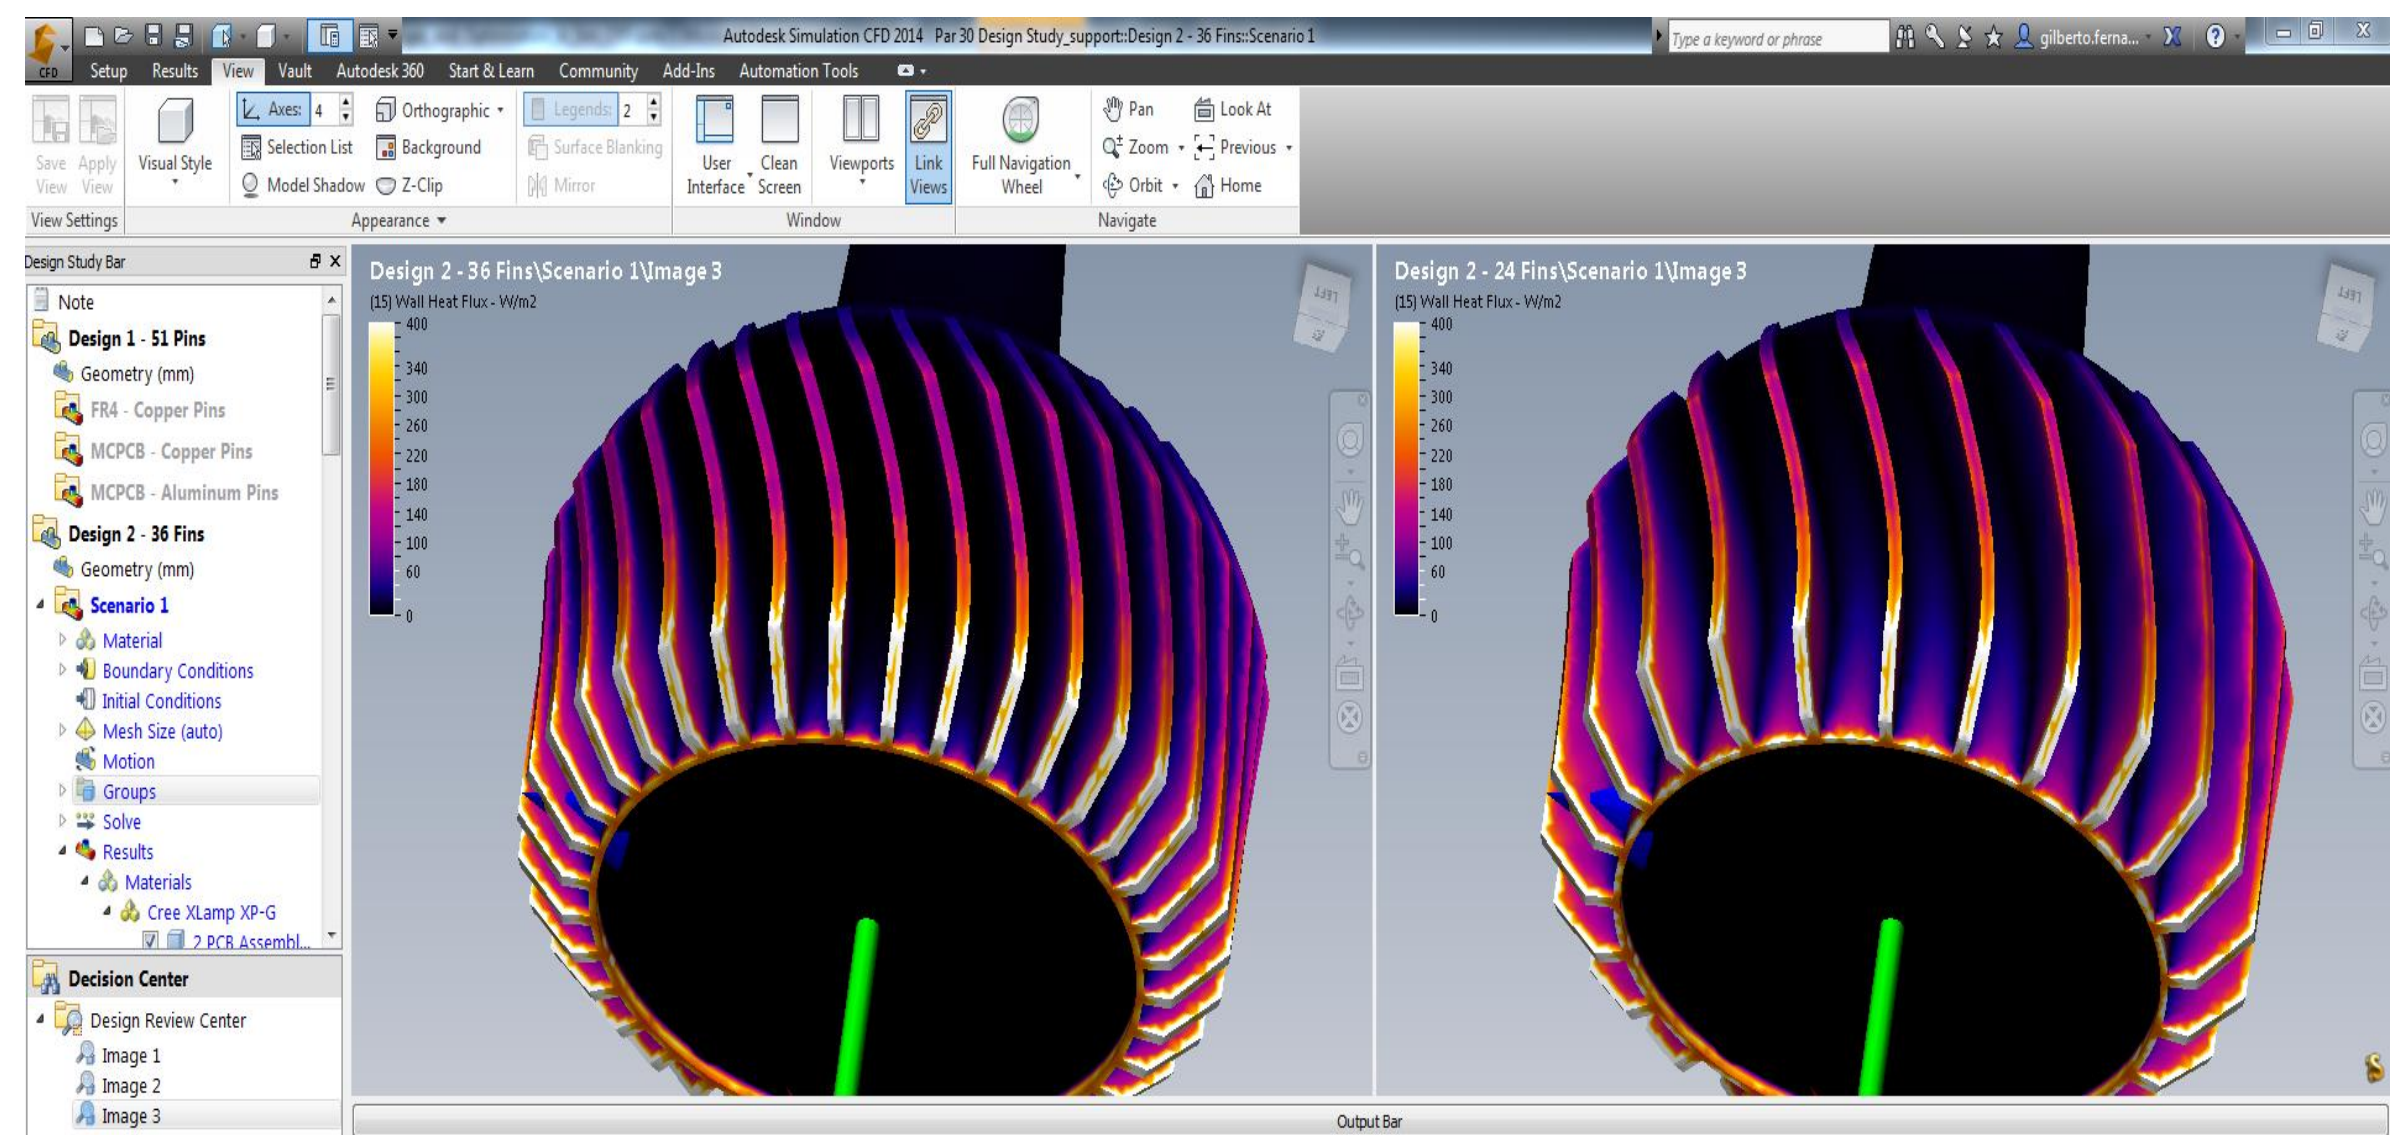 Autodesk Simulation CFD 2014 Par 30 Design Study_support::Design 2 - 36 Fins::Scenario 1
Type a keyword or phrase
gilberto.ferna...
CFD
Setup Results View Vault Autodesk 360 Start & Learn Community Add-Ins Automation Tools
Save View
Apply View
Visual Style
Axes: 4
Selection List
Model Shadow
Orthographic
Background
Z-Clip
Legends: 2
Surface Blanking
Mirror
User Interface
Clean Screen
Viewports
Link Views
Full Navigation Wheel
Pan
Zoom
Orbit
Look At
Previous
Home
View Settings
Appearance
Window
Navigate
Design Study Bar
Note
Design 1 - 51 Pins
Geometry (mm)
FR4 - Copper Pins
MCPCB - Copper Pins
MCPCB - Aluminum Pins
Design 2 - 36 Fins
Geometry (mm)
Scenario 1
Material
Boundary Conditions
Initial Conditions
Mesh Size (auto)
Motion
Groups
Solve
Results
Materials
Cree XLamp XP-G
2 PCB Assembl...
Decision Center
Design Review Center
Image 1
Image 2
Image 3
Design 2 - 36 Fins\Scenario 1\Image 3
(15) Wall Heat Flux - W/m2
400
340
300
260
220
180
140
100
60
0
LEFT
Design 2 - 24 Fins\Scenario 1\Image 3
(15) Wall Heat Flux - W/m2
400
340
300
260
220
180
140
100
60
0
LEFT
Output Bar